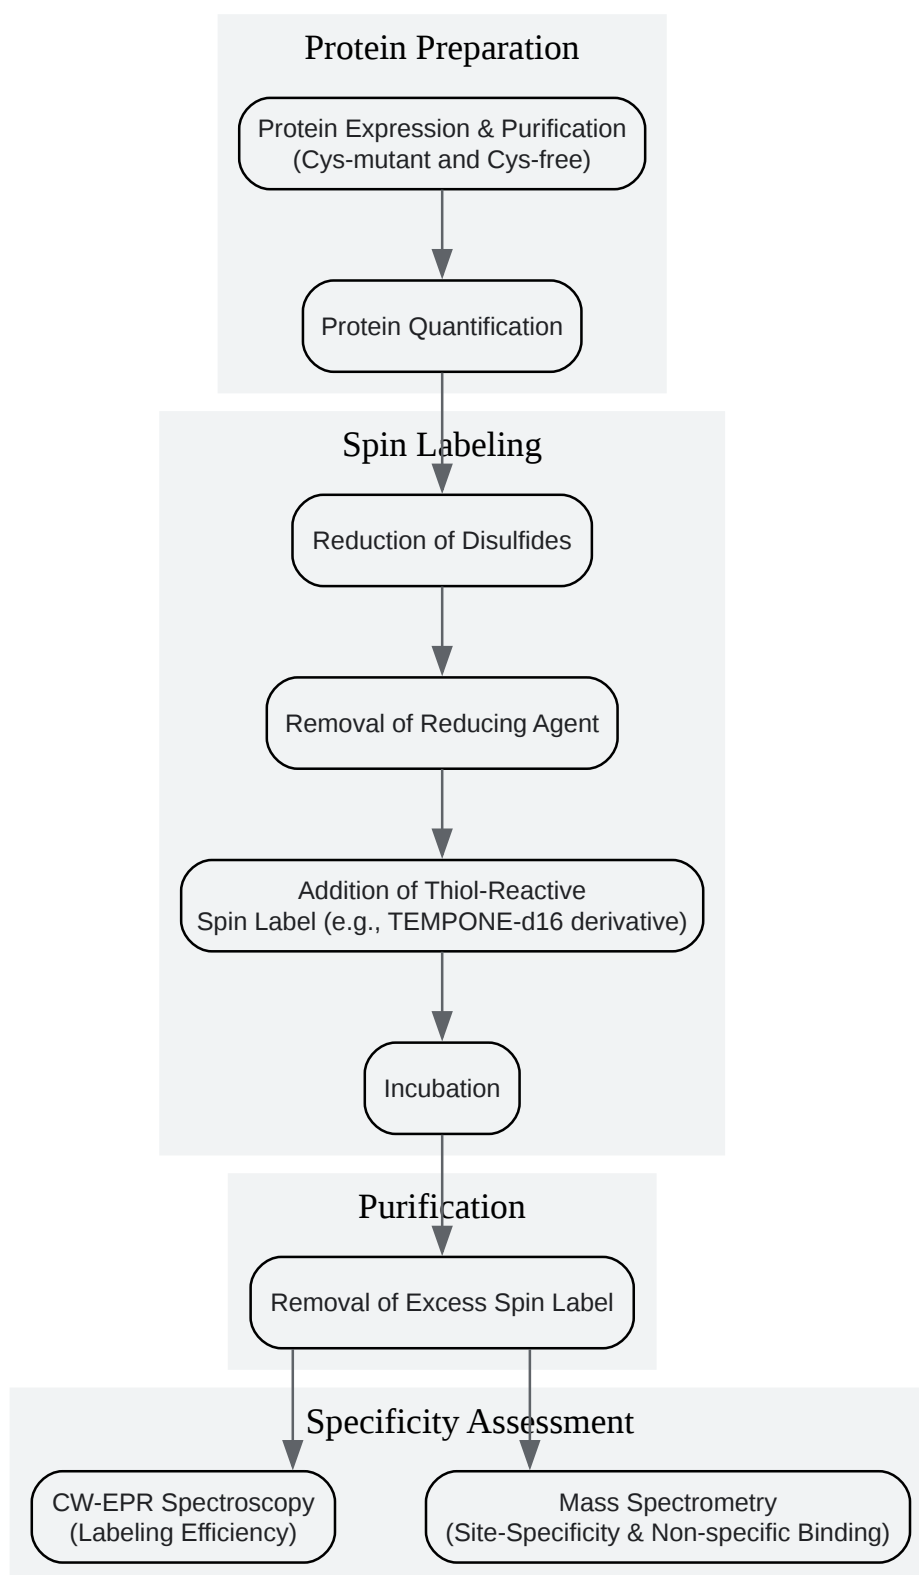 Protein Preparation
Protein Expression & Purification
(Cys-mutant and Cys-free)
Protein Quantification
Spin Labeling
Reduction of Disulfides
Removal of Reducing Agent
Addition of Thiol-Reactive
Spin Label (e.g., TEMPONE-d16 derivative)
Incubation
Purification
Removal of Excess Spin Label
Specificity Assessment
CW-EPR Spectroscopy
(Labeling Efficiency)
Mass Spectrometry
(Site-Specificity & Non-specific Binding)